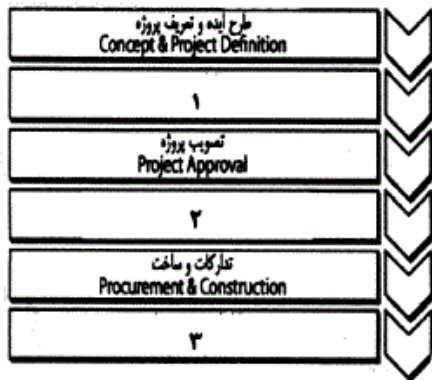 طرح ایده و تعریف پروژه
Concept & Project Definition
۱
تصویب پروژه
Project Approval
۲
تدارکات و ساخت
Procurement & Construction
۳